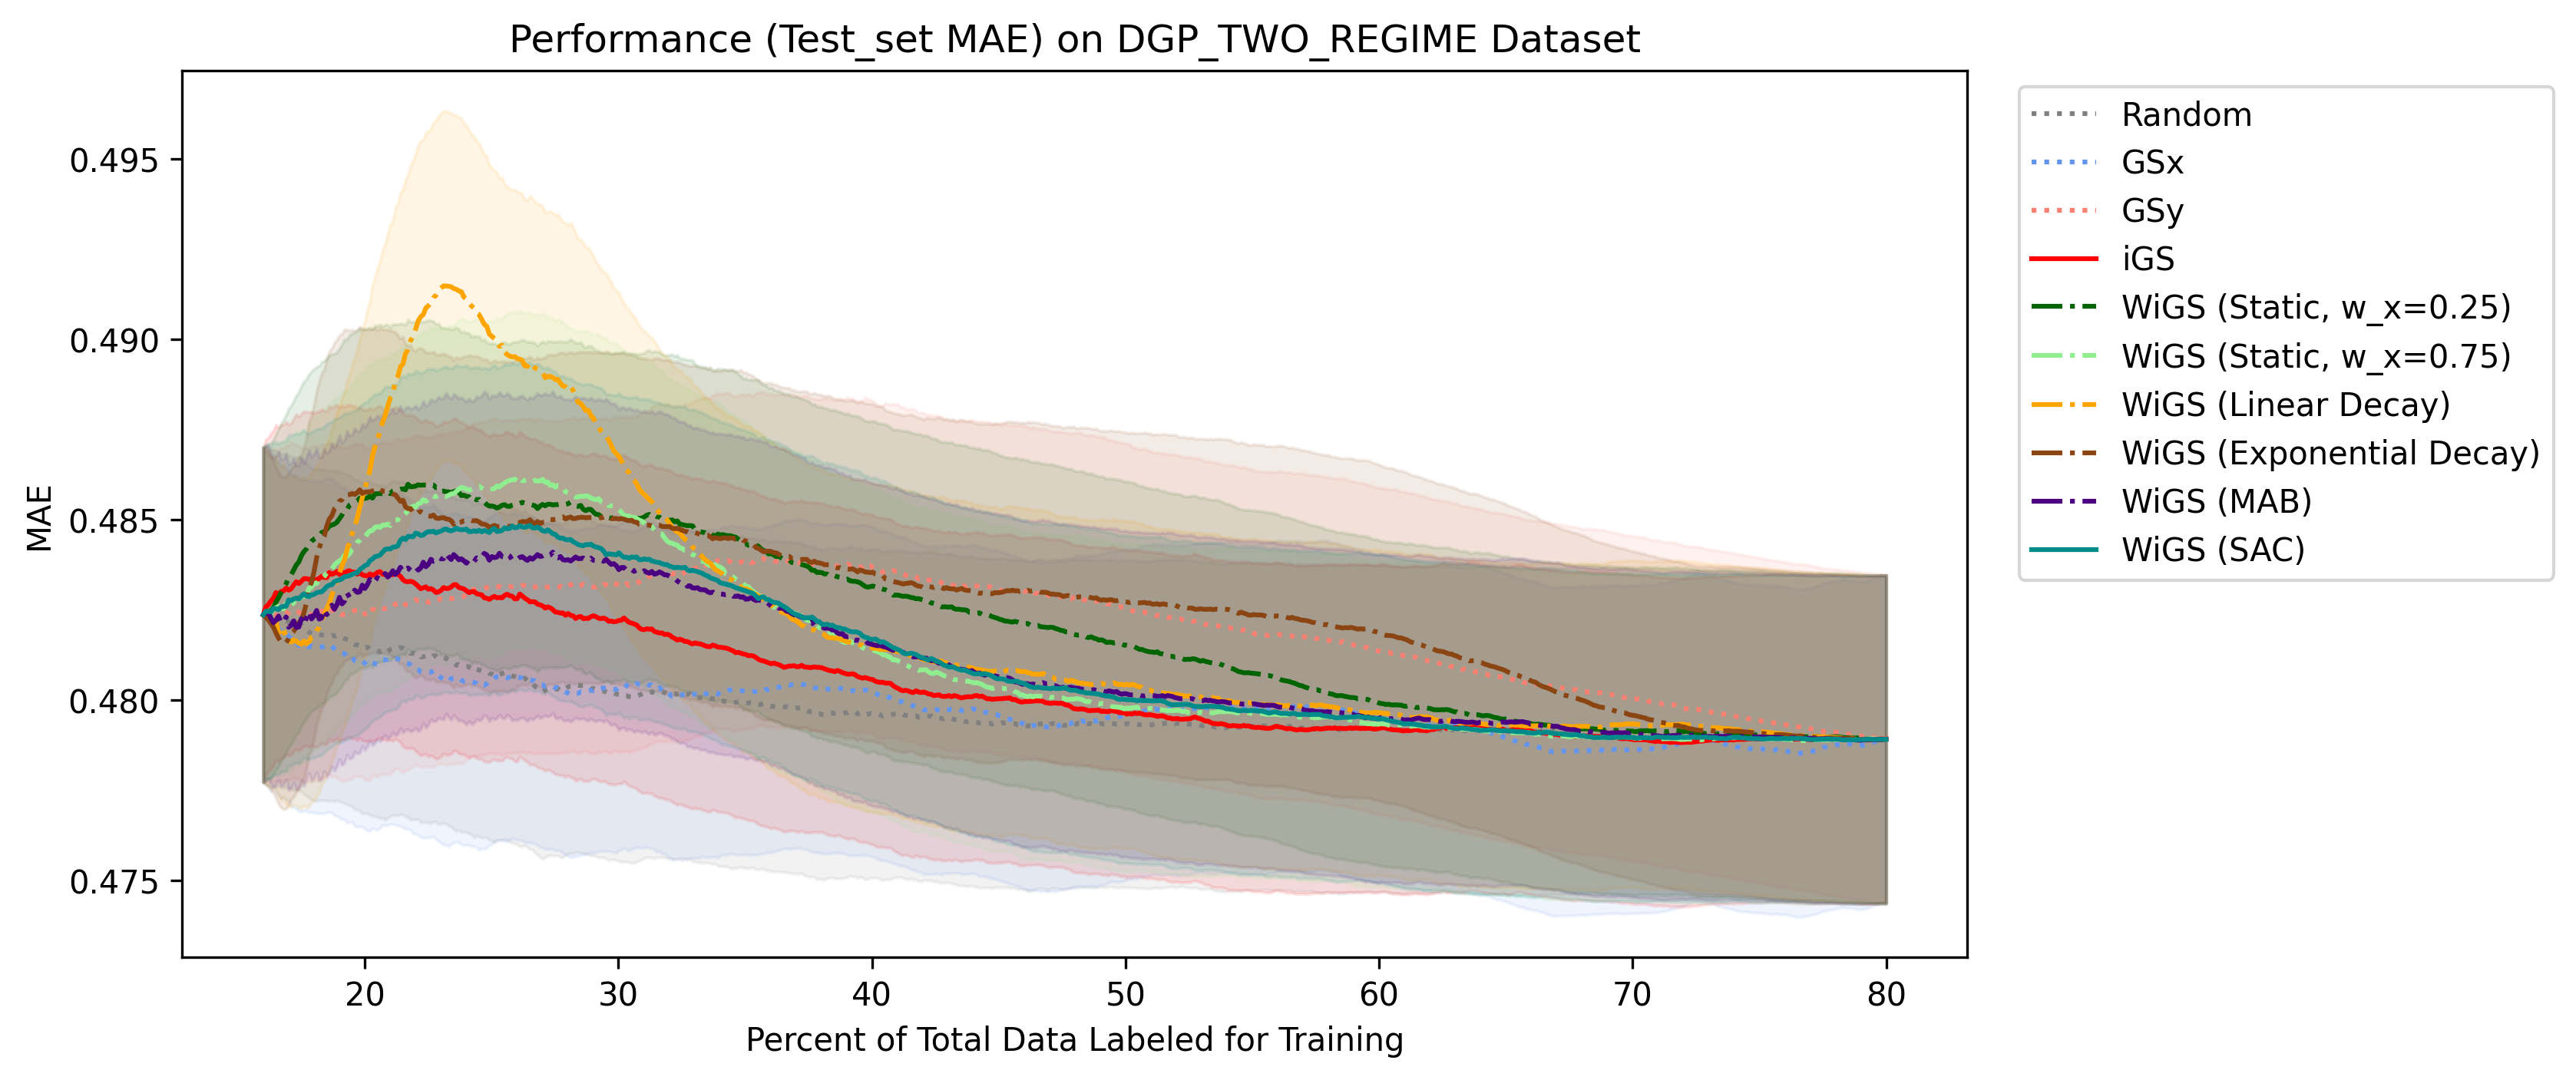 Performance (Test_set MAE) on DGP_TWO_REGIME Dataset
MAE
0.495
0.490
0.485
0.480
0.475
20
30
40
50
60
70
80
Percent of Total Data Labeled for Training
Random
GSx
GSy
iGS
WiGS (Static, w_x=0.25)
WiGS (Static, w_x=0.75)
WiGS (Linear Decay)
WiGS (Exponential Decay)
WiGS (MAB)
WiGS (SAC)